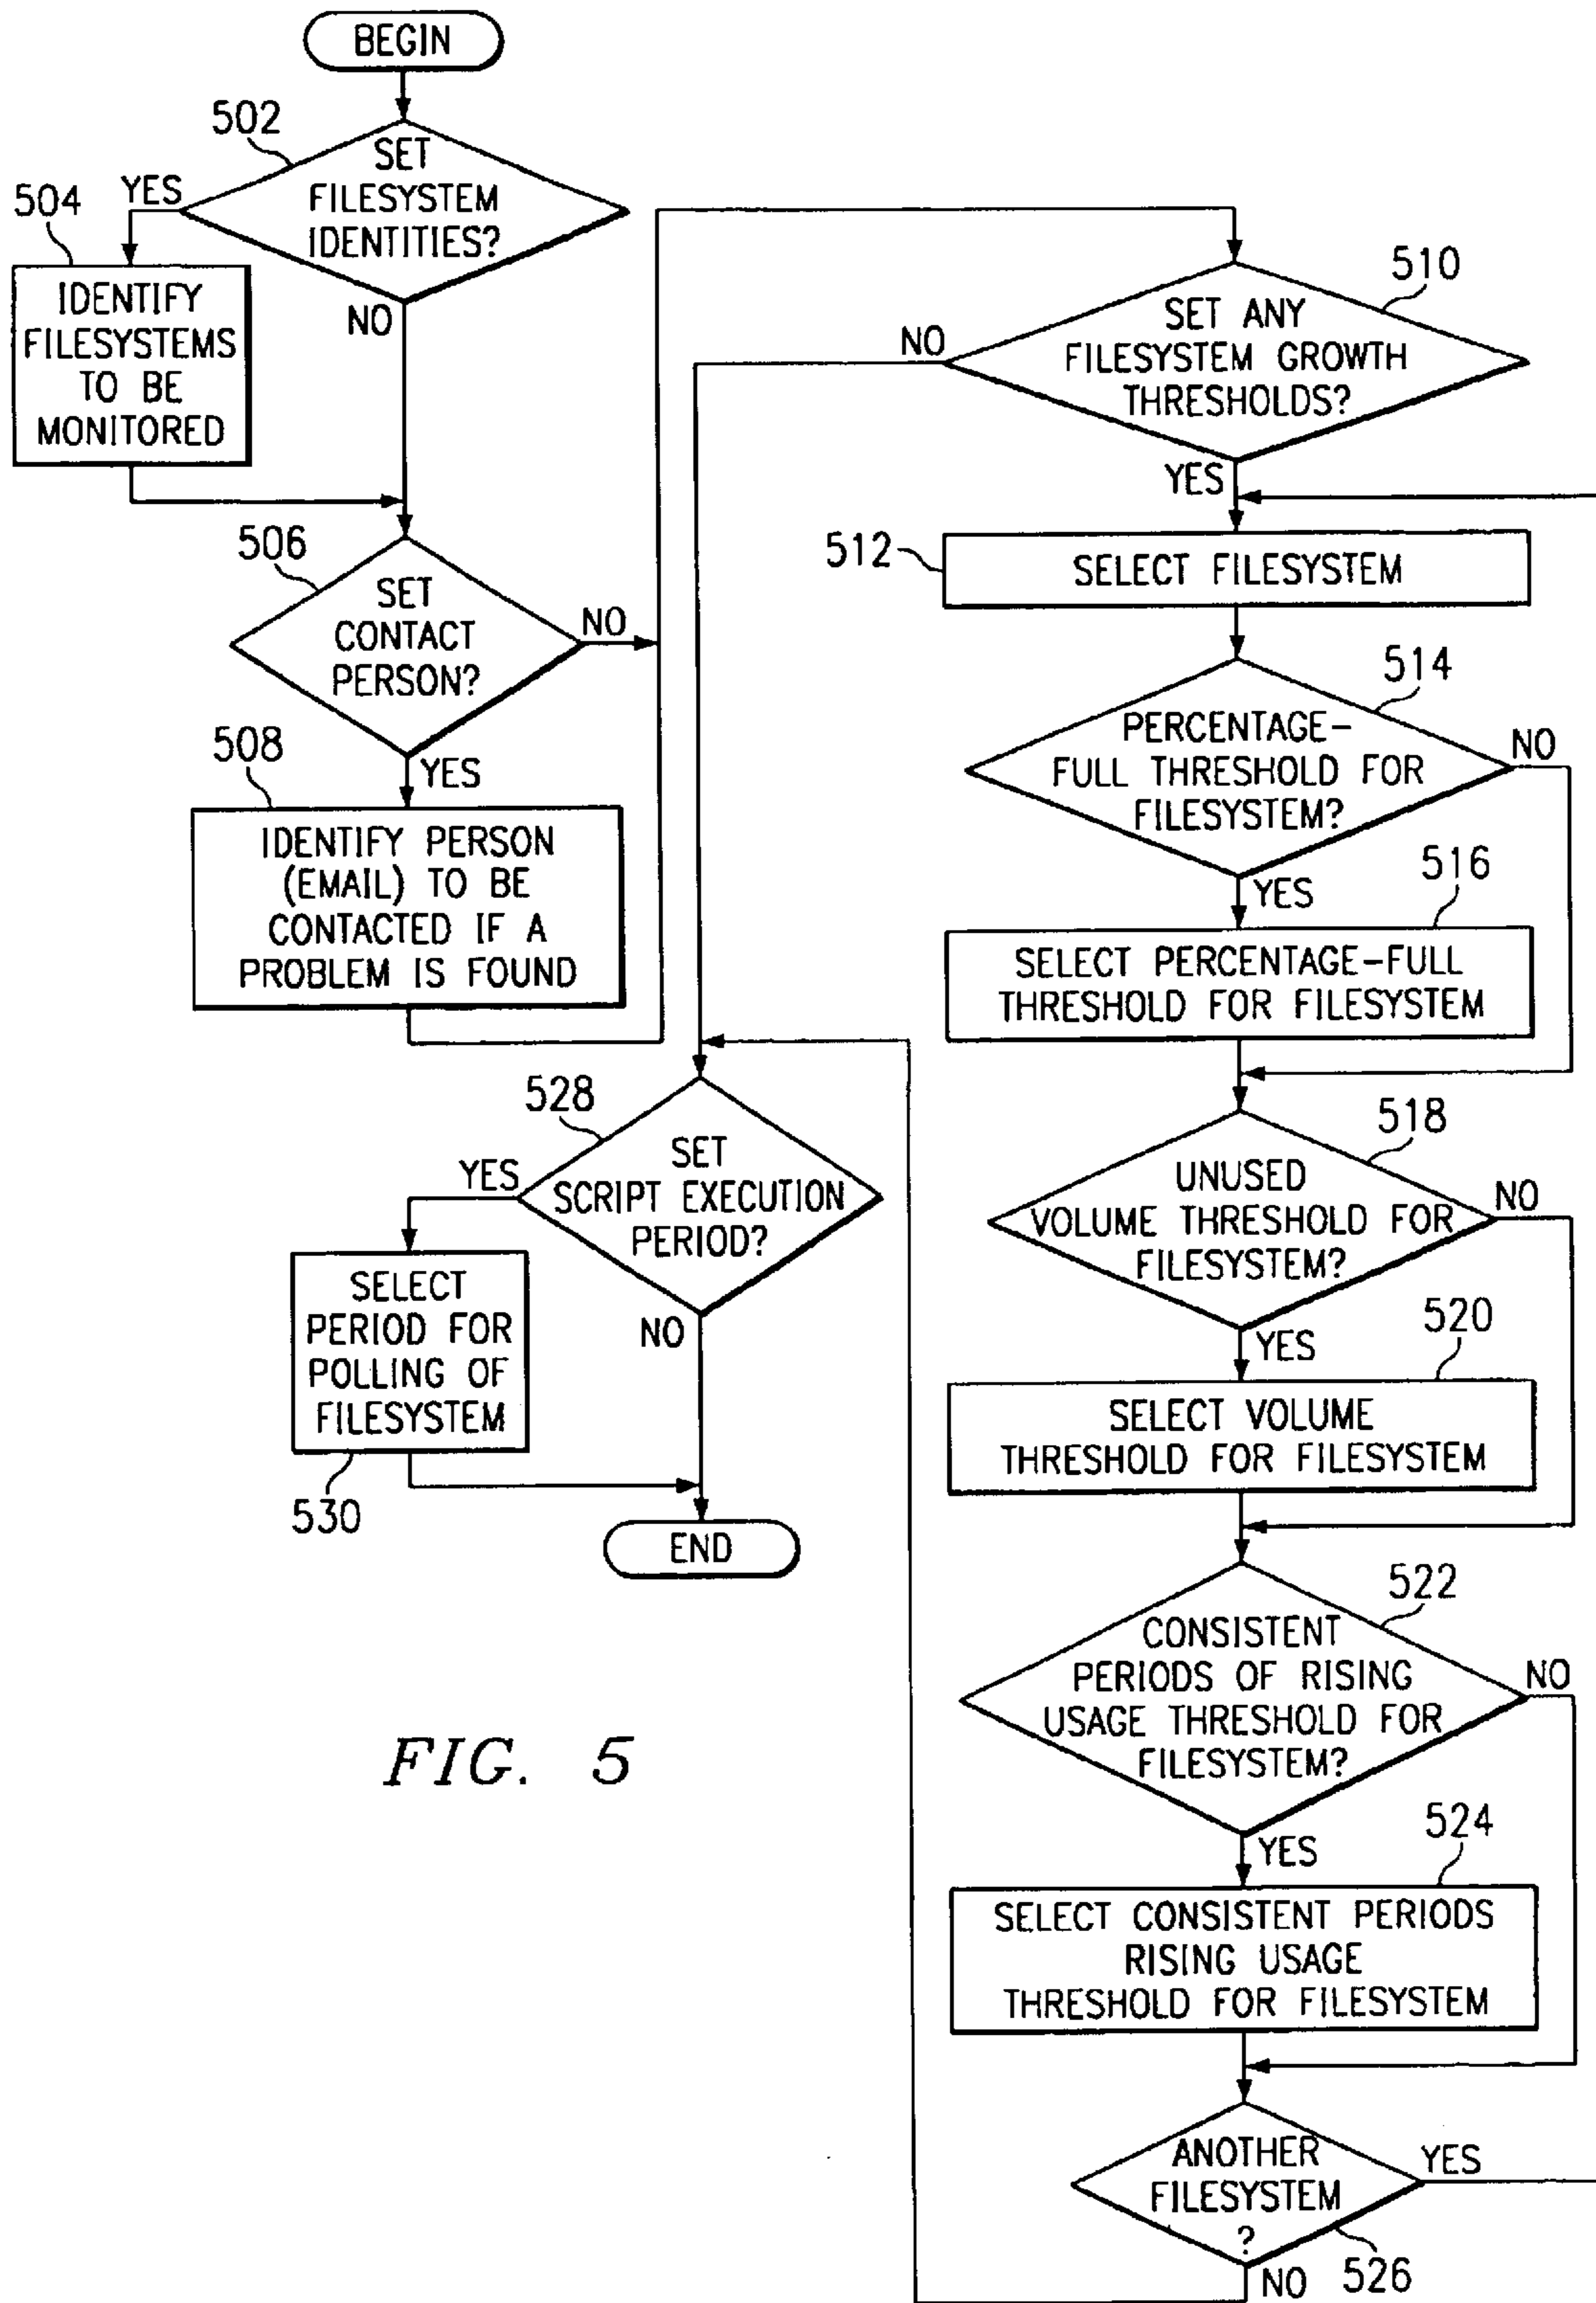 BEGIN
502
SET
FILESYSTEM
IDENTITIES?
YES
NO
504
IDENTIFY
FILESYSTEMS
TO BE
MONITORED
506
SET
CONTACT
PERSON?
NO
YES
508
IDENTIFY PERSON
(EMAIL) TO BE
CONTACTED IF A
PROBLEM IS FOUND
510
SET ANY
FILESYSTEM GROWTH
THRESHOLDS?
NO
YES
512
SELECT FILESYSTEM
514
PERCENTAGE-
FULL THRESHOLD FOR
FILESYSTEM?
NO
YES
516
SELECT PERCENTAGE-FULL
THRESHOLD FOR FILESYSTEM
518
UNUSED
VOLUME THRESHOLD FOR
FILESYSTEM?
NO
YES
520
SELECT VOLUME
THRESHOLD FOR FILESYSTEM
522
CONSISTENT
PERIODS OF RISING
USAGE THRESHOLD FOR
FILESYSTEM?
NO
YES
524
SELECT CONSISTENT PERIODS
RISING USAGE
THRESHOLD FOR FILESYSTEM
ANOTHER
FILESYSTEM
?
YES
NO
526
528
SET
SCRIPT EXECUTION
PERIOD?
YES
NO
SELECT
PERIOD FOR
POLLING OF
FILESYSTEM
530
END
FIG. 5